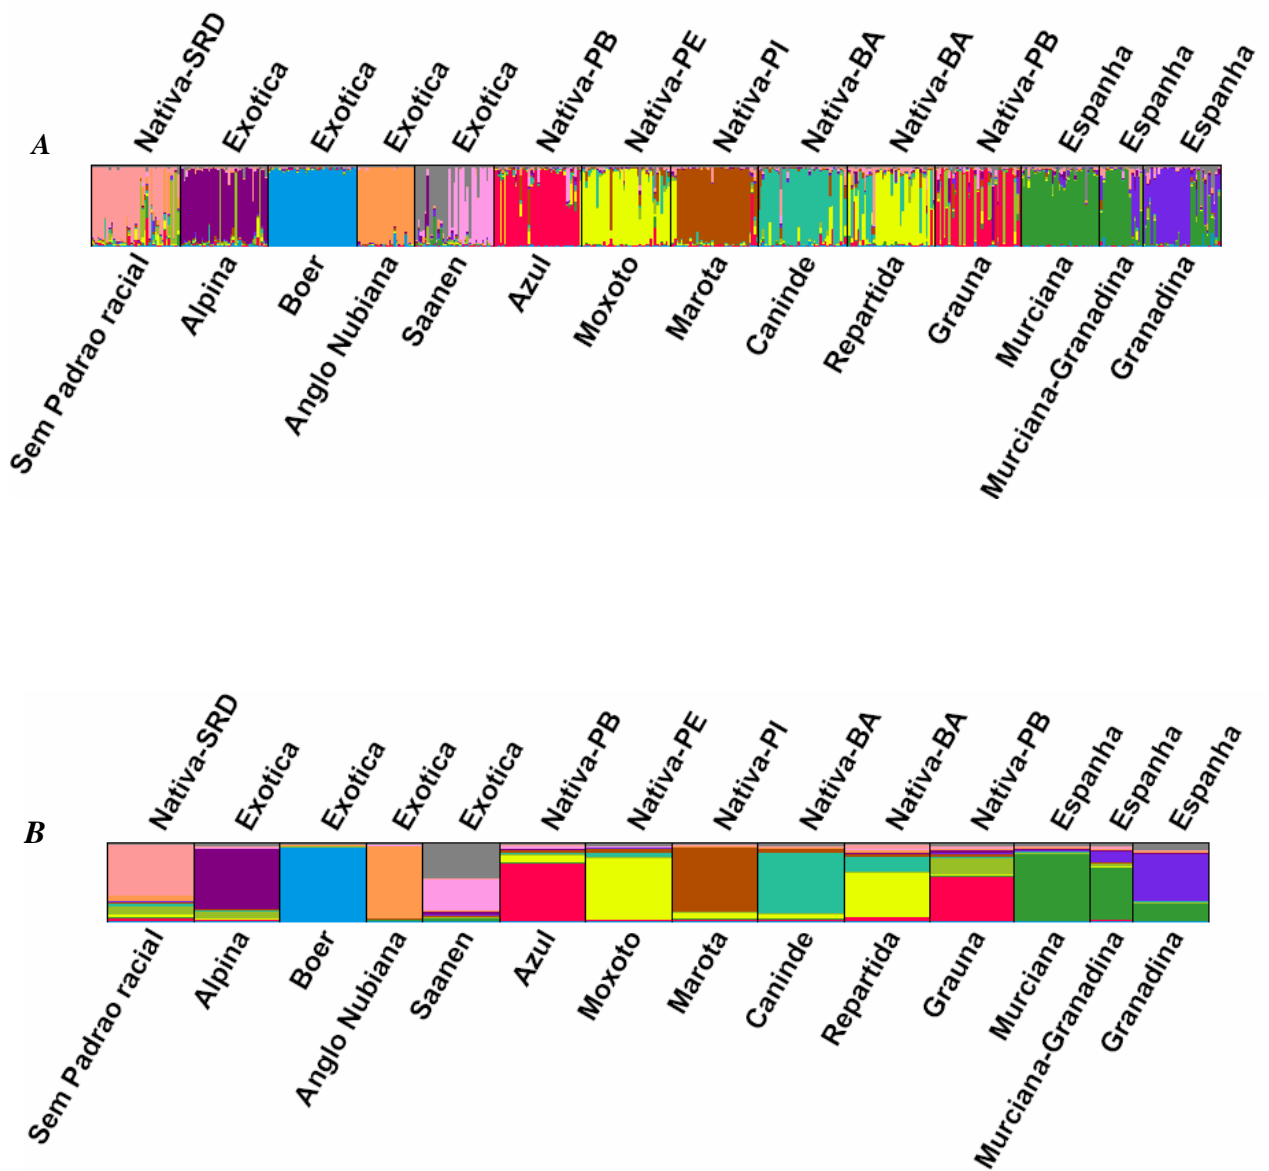 Nativa-SRD
Exotica
Exotica
Exotica
Exotica
Nativa-PB
Nativa-PE
Nativa-PI
Nativa-BA
Nativa-BA
Nativa-PB
Espanha
Espanha
Espanha
A
Sem Padrao racial
Alpina
Boer
Anglo Nubiana
Saanen
Azul
Moxoto
Marota
Caninde
Repartida
Grauna
Murciana
Murciana-Granadina
Granadina
Nativa-SRD
Exotica
Exotica
Exotica
Exotica
Nativa-PB
Nativa-PE
Nativa-PI
Nativa-BA
Nativa-BA
Nativa-PB
Espanha
Espanha
Espanha
B
Sem Padrao racial
Alpina
Boer
Anglo Nubiana
Saanen
Azul
Moxoto
Marota
Caninde
Repartida
Grauna
Murciana
Murciana-Granadina
Granadina